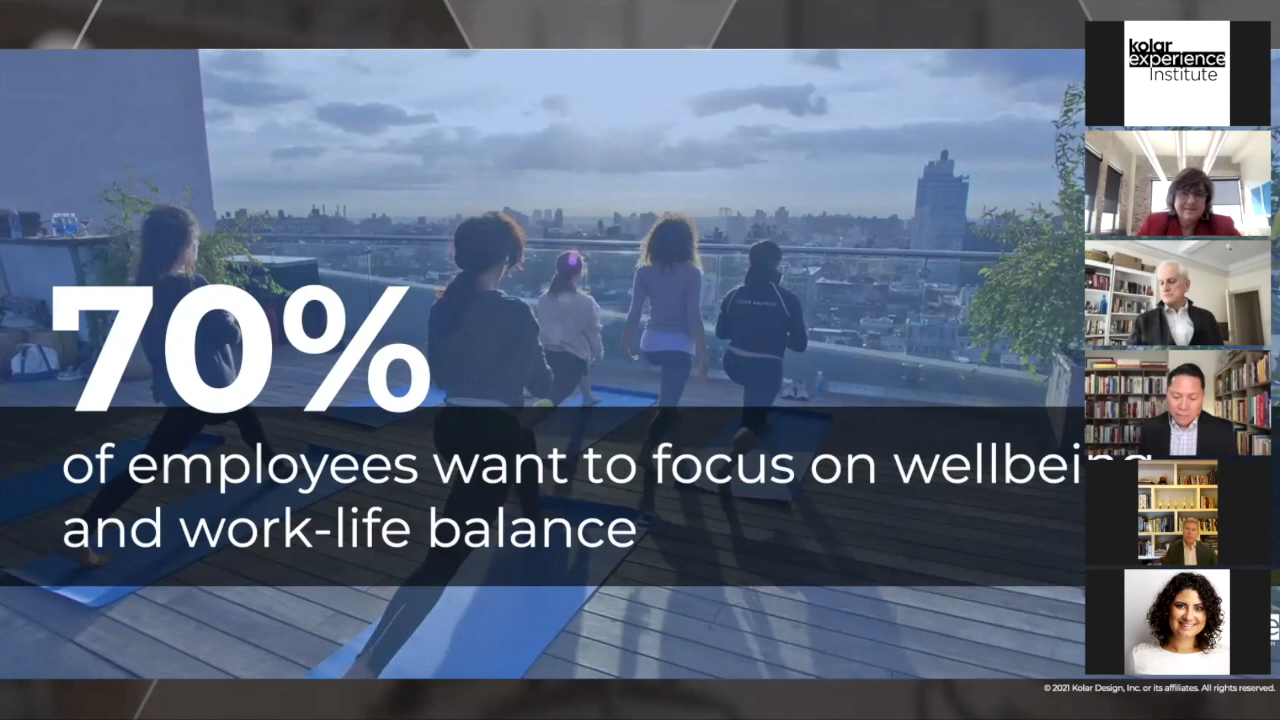 kolar
experience
Institute
70%
of employees want to focus on wellbeing
and work-life balance
© 2021 Kolar Design, Inc. or its affiliates. All rights reserved.